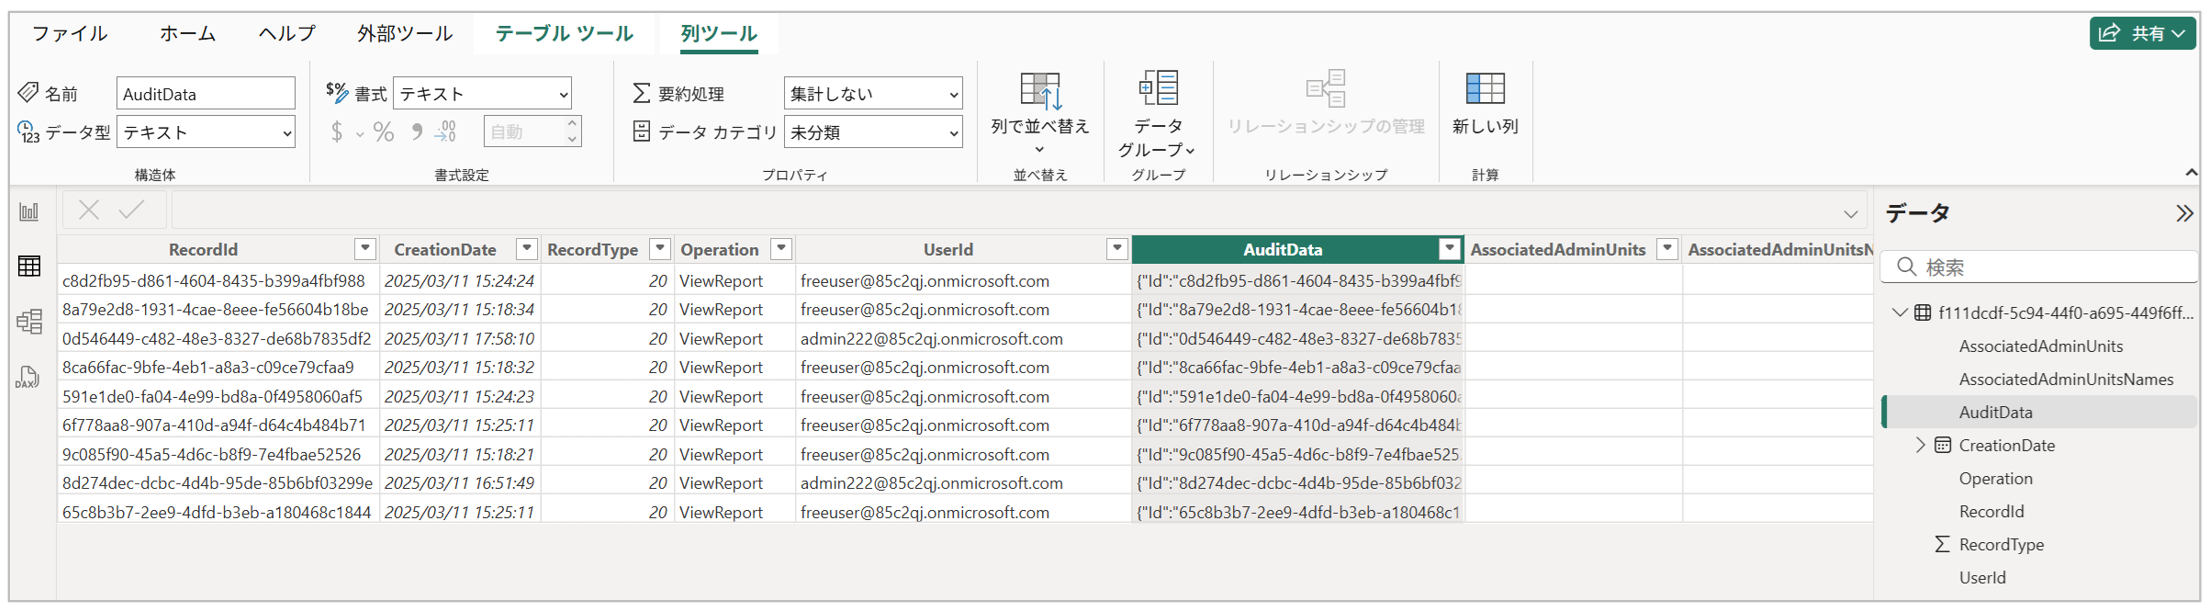 ファイル ホーム ヘルプ 外部ツール テーブル ツール 列ツール 共有
名前 AuditData
データ型 テキスト
構造体
$% 書式 テキスト
$ % 9 .00 自動
書式設定
要約処理 集計しない
データ カテゴリ 未分類
プロパティ
列で並べ替え
並べ替え
データ
グループ
グループ
リレーションシップの管理
リレーションシップ
新しい列
計算
RecordId CreationDate RecordType Operation UserId AuditData AssociatedAdminUnits AssociatedAdminUnitsN
c8d2fb95-d861-4604-8435-b399a4fbf988 2025/03/11 15:24:24 20 ViewReport freeuser@85c2qj.onmicrosoft.com {"Id":"c8d2fb95-d861-4604-8435-b399a4fbf9
8a79e2d8-1931-4cae-8eee-fe56604b18be 2025/03/11 15:18:34 20 ViewReport freeuser@85c2qj.onmicrosoft.com {"Id":"8a79e2d8-1931-4cae-8eee-fe56604b18
0d546449-c482-48e3-8327-de68b7835df2 2025/03/11 17:58:10 20 ViewReport admin222@85c2qj.onmicrosoft.com {"Id":"0d546449-c482-48e3-8327-de68b7835
8ca66fac-9bfe-4eb1-a8a3-c09ce79cfaa9 2025/03/11 15:18:32 20 ViewReport freeuser@85c2qj.onmicrosoft.com {"Id":"8ca66fac-9bfe-4eb1-a8a3-c09ce79cfaa
591e1de0-fa04-4e99-bd8a-0f4958060af5 2025/03/11 15:24:23 20 ViewReport freeuser@85c2qj.onmicrosoft.com {"Id":"591e1de0-fa04-4e99-bd8a-0f4958060a
6f778aa8-907a-410d-a94f-d64c4b484b71 2025/03/11 15:25:11 20 ViewReport freeuser@85c2qj.onmicrosoft.com {"Id":"6f778aa8-907a-410d-a94f-d64c4b484b
9c085f90-45a5-4d6c-b8f9-7e4fbae52526 2025/03/11 15:18:21 20 ViewReport freeuser@85c2qj.onmicrosoft.com {"Id":"9c085f90-45a5-4d6c-b8f9-7e4fbae525
8d274dec-dcbc-4d4b-95de-85b6bf03299e 2025/03/11 16:51:49 20 ViewReport admin222@85c2qj.onmicrosoft.com {"Id":"8d274dec-dcbc-4d4b-95de-85b6bf032
65c8b3b7-2ee9-4dfd-b3eb-a180468c1844 2025/03/11 15:25:11 20 ViewReport freeuser@85c2qj.onmicrosoft.com {"Id":"65c8b3b7-2ee9-4dfd-b3eb-a180468c1
DAX
データ
検索
f111dcdf-5c94-44f0-a695-449f6ff...
AssociatedAdminUnits
AssociatedAdminUnitsNames
AuditData
CreationDate
Operation
RecordId
RecordType
UserId